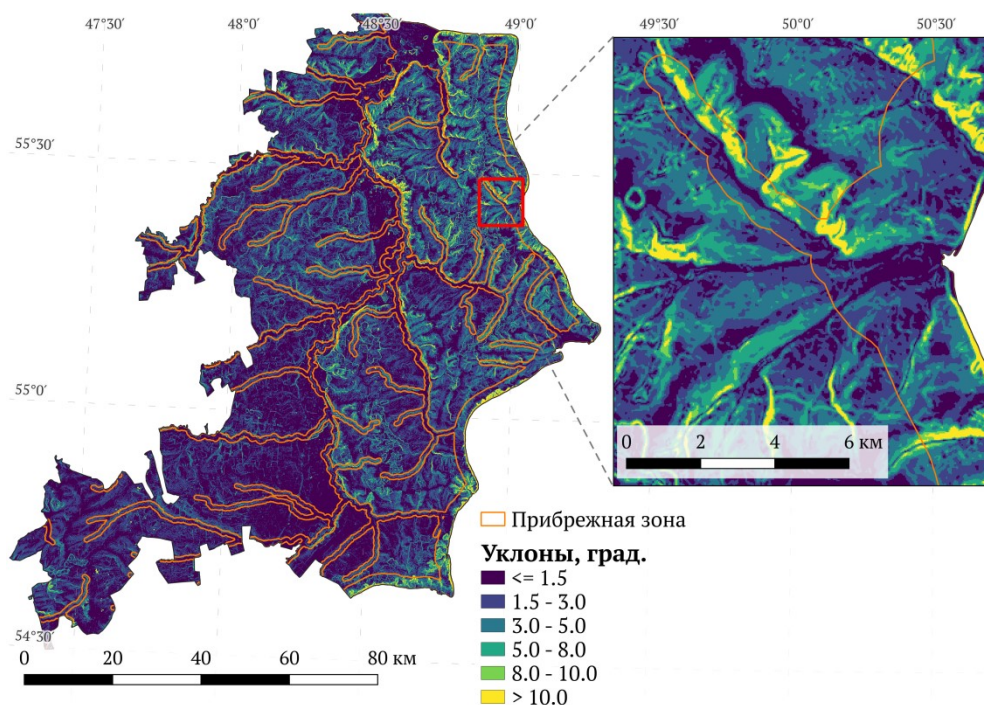 47°30' 48°0' 48°30' 49°0' 49°30' 50°0' 50°30'
55°30'
55°0'
54°30'
0 2 4 6 км
Прибрежная зона
Уклоны, град.
<= 1.5
1.5 - 3.0
3.0 - 5.0
5.0 - 8.0
8.0 - 10.0
> 10.0
0 20 40 60 80 км